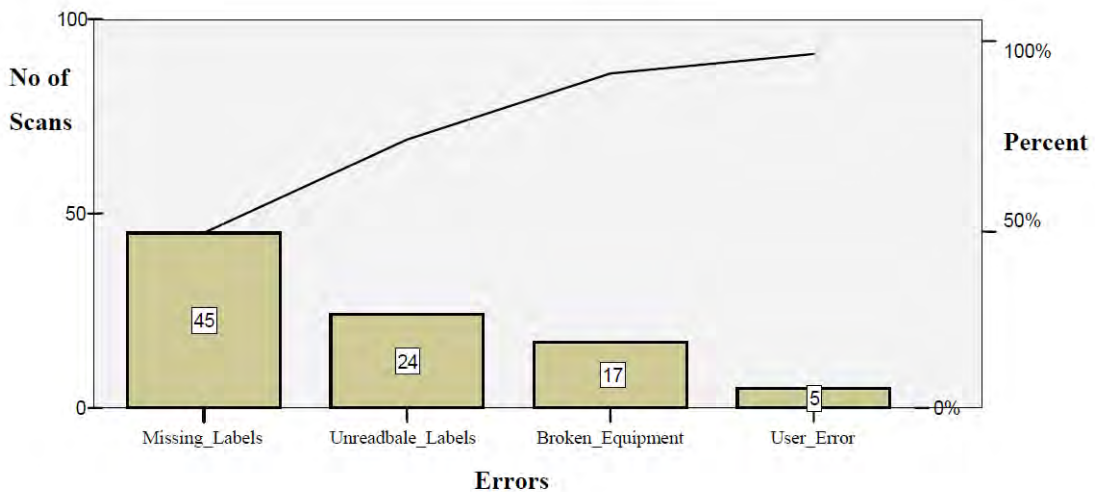 100
No of
Scans
50
0
100%
Percent
50%
0%
45
24
17
5
Missing_Labels
Unreadbale_Labels
Broken_Equipment
User_Error
Errors